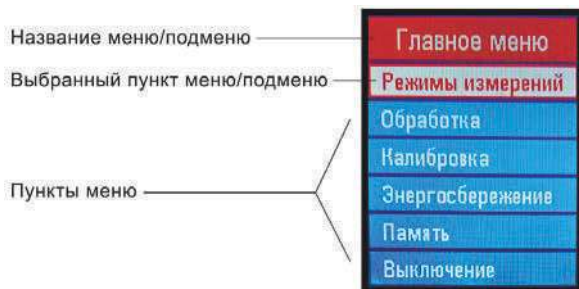 Название меню/подменю
Главное меню
Выбранный пункт меню/подменю
Режимы измерений
Обработка
Калибровка
Пункты меню
Энергосбережение
Память
Выключение